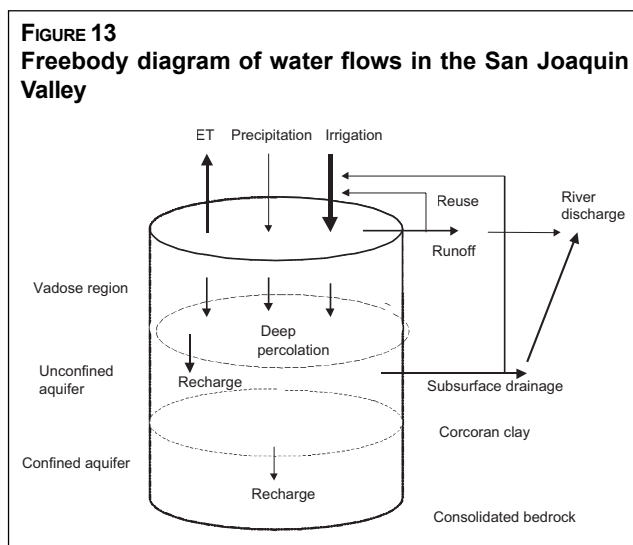 FIGURE 13
Freebody diagram of water flows in the San Joaquin
Valley
ET Precipitation Irrigation
Reuse
River
discharge
Runoff
Vadose region
Deep
percolation
Unconfined
aquifer
Recharge
Subsurface drainage
Corcoran clay
Confined aquifer
Recharge
Consolidated bedrock